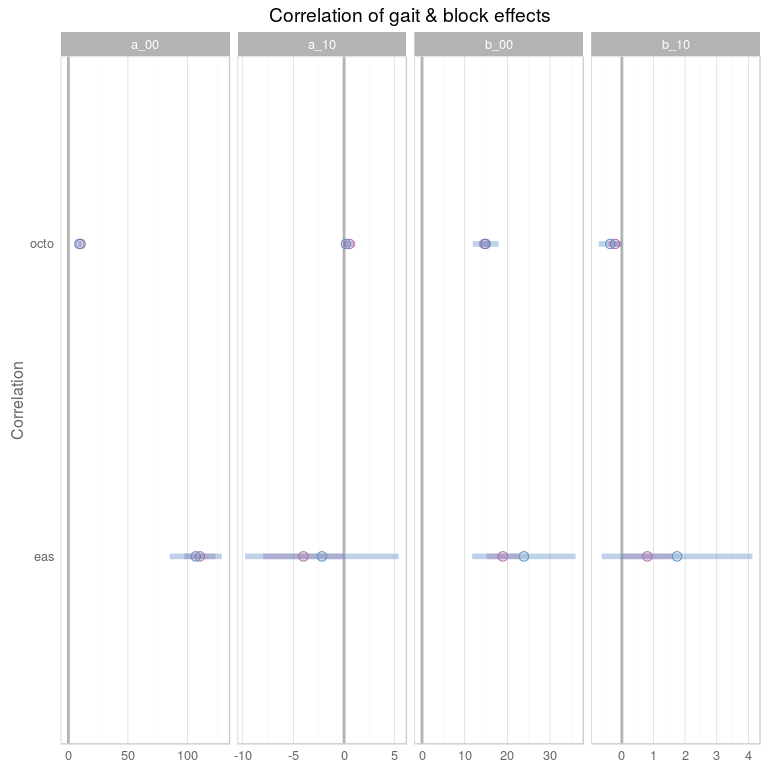 Correlation of gait & block effects
a_00 a_10 b_00 b_10
Correlation
octo
eas
0 50 100 -10 -5 0 5 0 10 20 30 0 1 2 3 4